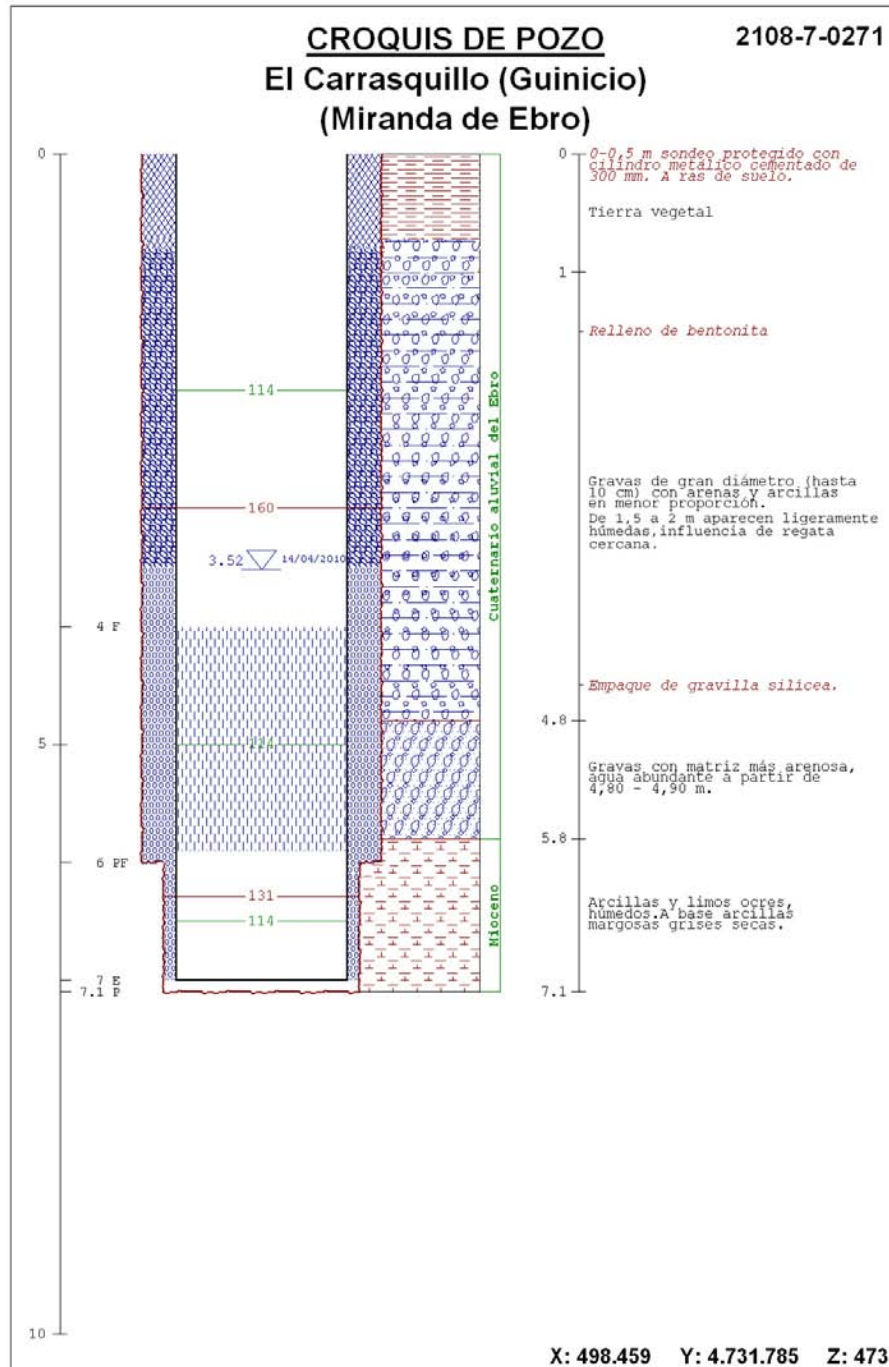 CROQUIS DE POZO
2108-7-0271
El Carrasquillo (Guinicio)
(Miranda de Ebro)
0
0
0-0,5 m sondeo protegido con
cilindro metálico cementado de
300 mm. A ras de suelo.
Tierra vegetal
1
Relleno de bentonita
114
Cuaternario aluvial del Ebro
Gravas de gran diámetro (hasta
10 cm) con arenas y arcillas
en menor proporción.
De 1,5 a 2 m aparecen ligeramente
húmedas,influencia de regata
cercana.
160
3.52 14/04/2010
4 F
Empaque de gravilla silícea.
4.8
5
114
Gravas con matriz más arenosa,
agua abundante a partir de
4,80 - 4,90 m.
5.8
6 PF
131
114
Mioceno
Arcillas y limos ocres,
húmedos.A base arcillas
margosas grises secas.
7 E
7.1 P
7.1
10
X: 498.459 Y: 4.731.785 Z: 473